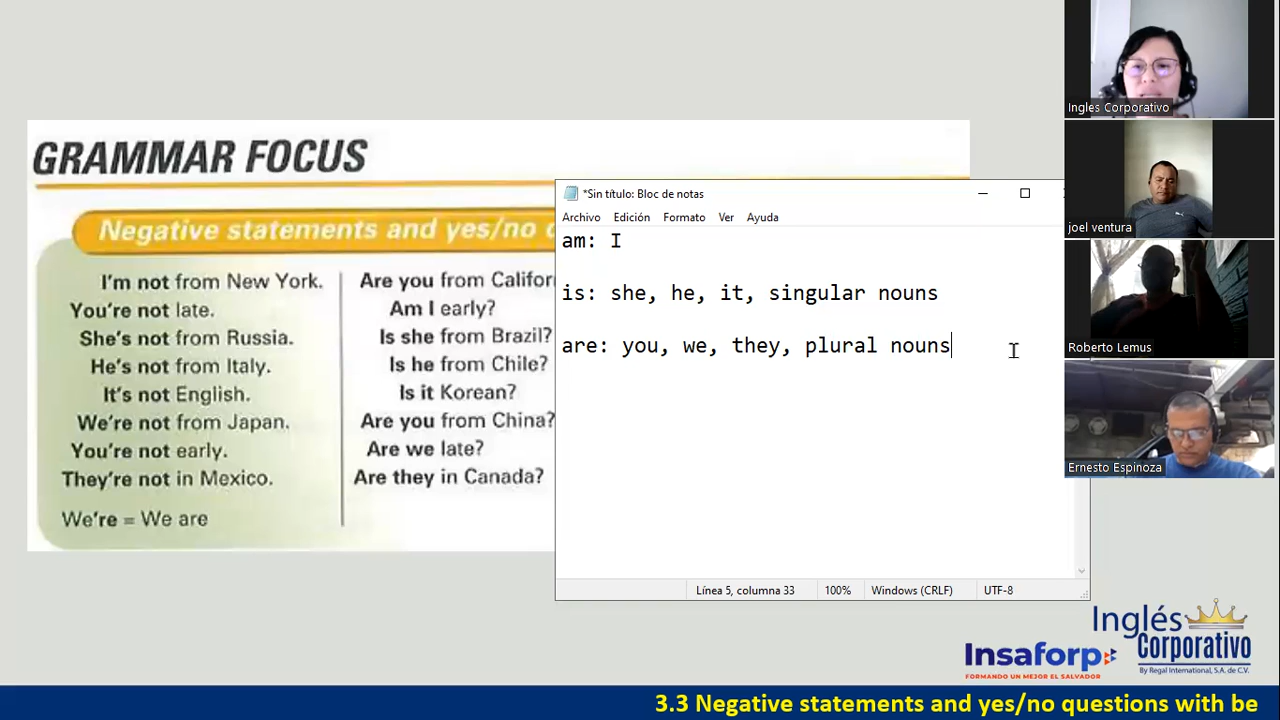 GRAMMAR FOCUS
Negative statements and yes/no
I'm not from New York.
You're not late.
She's not from Russia.
He's not from Italy.
It's not English.
We're not from Japan.
You're not early.
They're not in Mexico.
We're = We are
Are you from Califor
Am I early?
Is she from Brazil?
Is he from Chile?
Is it Korean?
Are you from China?
Are we late?
Are they in Canada?
*Sin título: Bloc de notas
Archivo Edición Formato Ver Ayuda
am: I
is: she, he, it, singular nouns
are: you, we, they, plural nouns
Línea 5, columna 33 100% Windows (CRLF) UTF-8
Ingles Corporativo
joel ventura
Roberto Lemus
Ernesto Espinoza
Insaforp
FORMANDO UN MEJOR EL SALVADOR
Inglés
Corporativo
By Regal International, S.A. de C.V.
3.3 Negative statements and yes/no questions with be